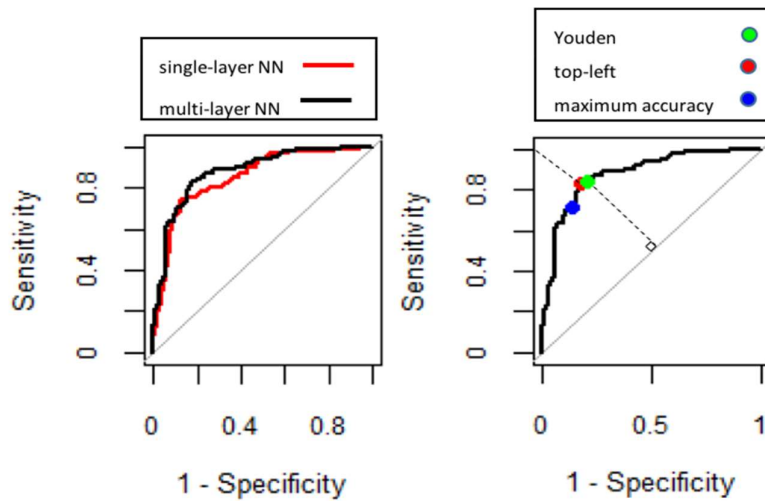 single-layer NN
multi-layer NN
Youden
top-left
maximum accuracy
Sensitivity
0 0.4 0.8
0 0.4 0.8
1 - Specificity
Sensitivity
0 0.4 0.8
0 0.5 1
1 - Specificity